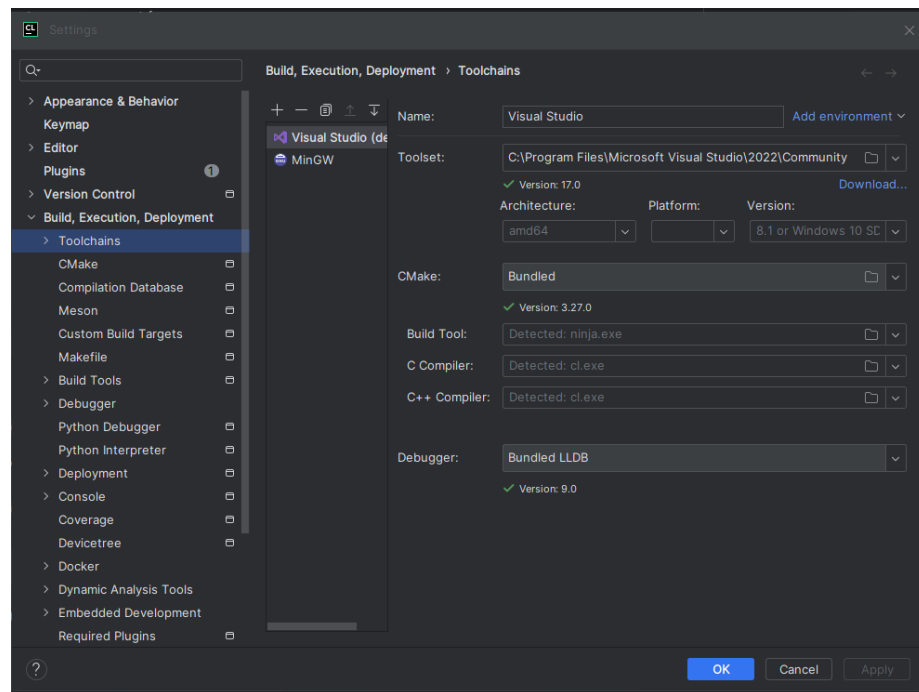 CL Settings
Build, Execution, Deployment › Toolchains
Appearance & Behavior
Keymap
Editor
Plugins 1
Version Control
Build, Execution, Deployment
Toolchains
CMake
Compilation Database
Meson
Custom Build Targets
Makefile
Build Tools
Debugger
Python Debugger
Python Interpreter
Deployment
Console
Coverage
Devicetree
Docker
Dynamic Analysis Tools
Embedded Development
Required Plugins
Visual Studio (de
MinGW
Name: Visual Studio Add environment
Toolset: C:\Program Files\Microsoft Visual Studio\2022\Community
Version: 17.0 Download...
Architecture: Platform: Version:
amd64 8.1 or Windows 10 SD
CMake: Bundled
Version: 3.27.0
Build Tool: Detected: ninja.exe
C Compiler: Detected: cl.exe
C++ Compiler: Detected: cl.exe
Debugger: Bundled LLDB
Version: 9.0
? OK Cancel Apply